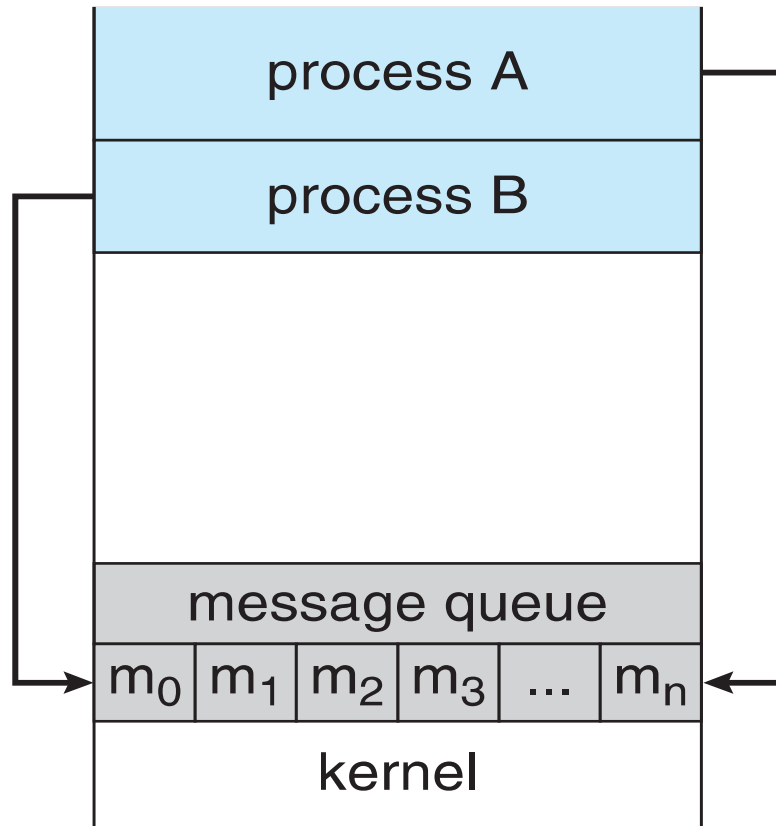 process A
process B
message queue
m₀ m₁ m₂ m₃ ... mₙ
kernel